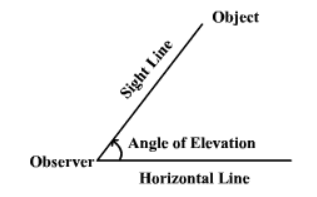 Object
Sight Line
Angle of Elevation
Observer
Horizontal Line